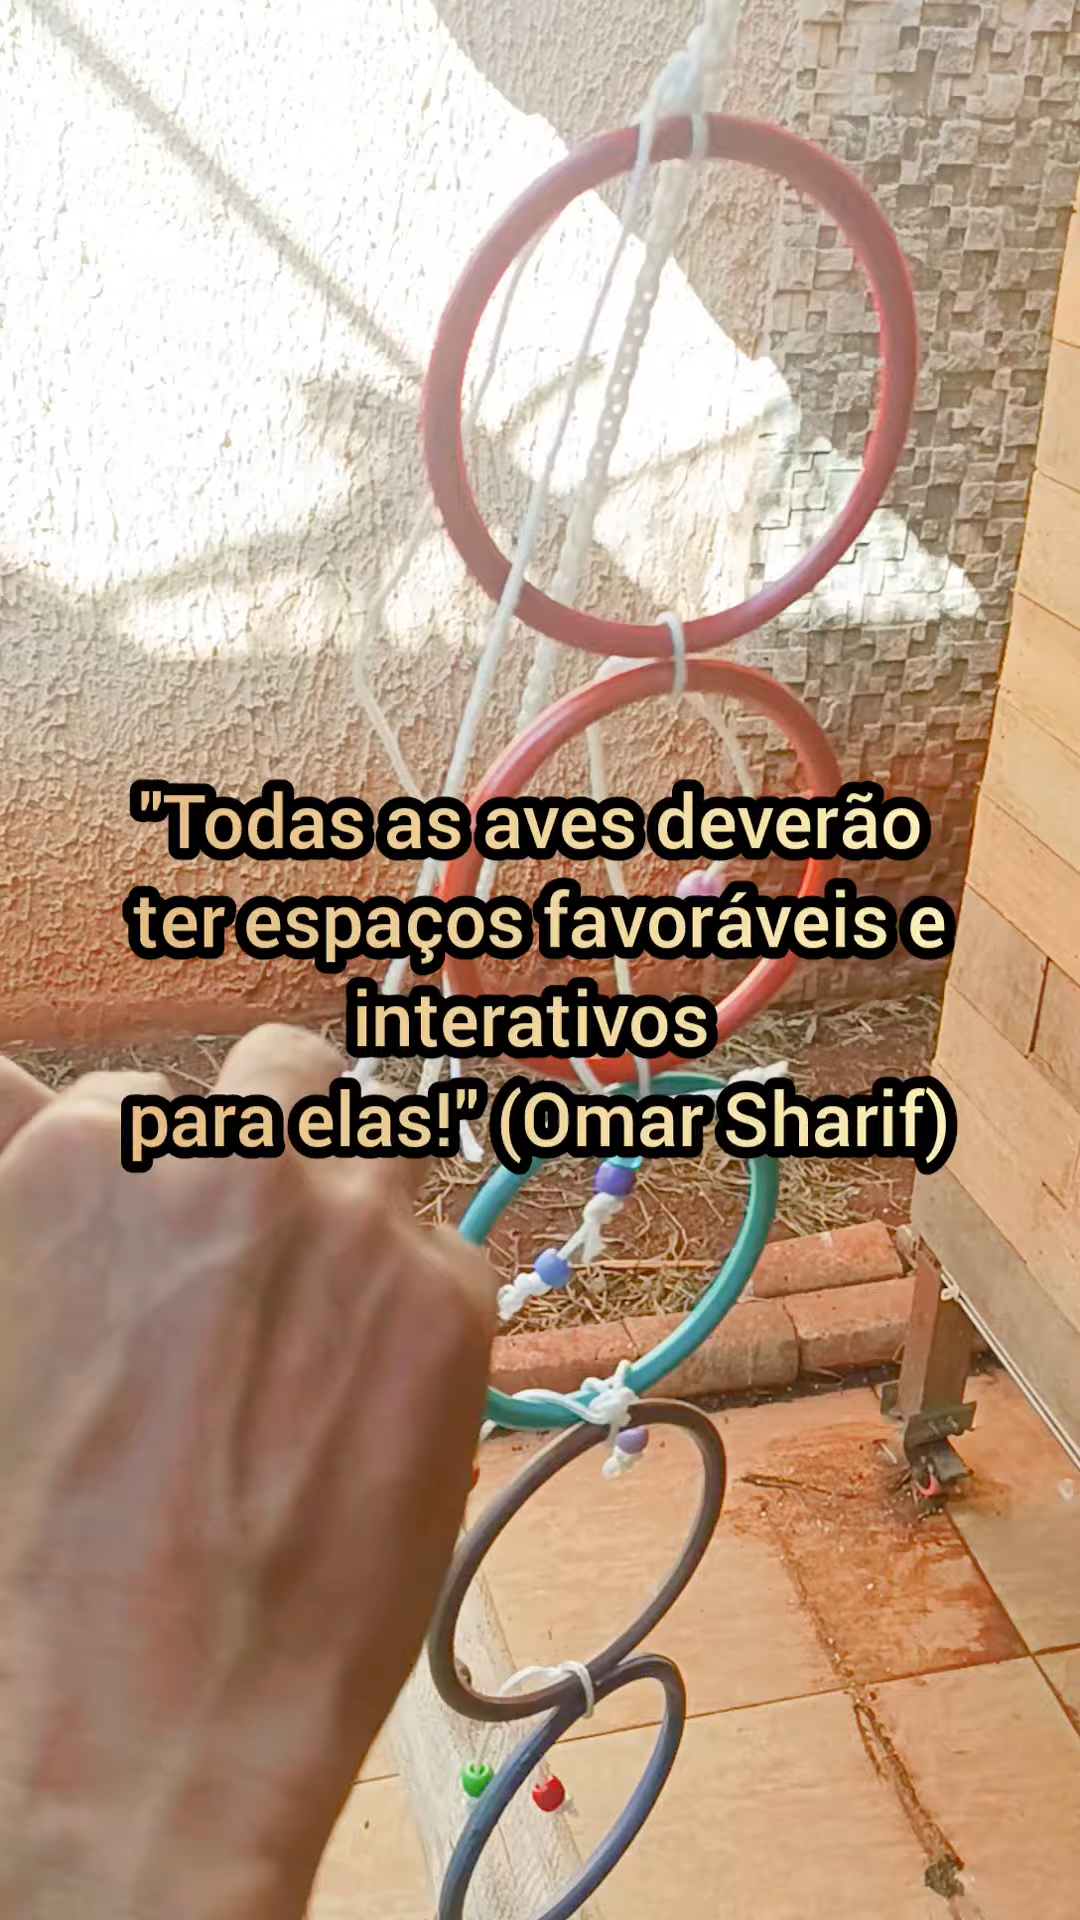 "Todas as aves deverão
ter espaços favoráveis e
interativos
para elas!" (Omar Sharif)